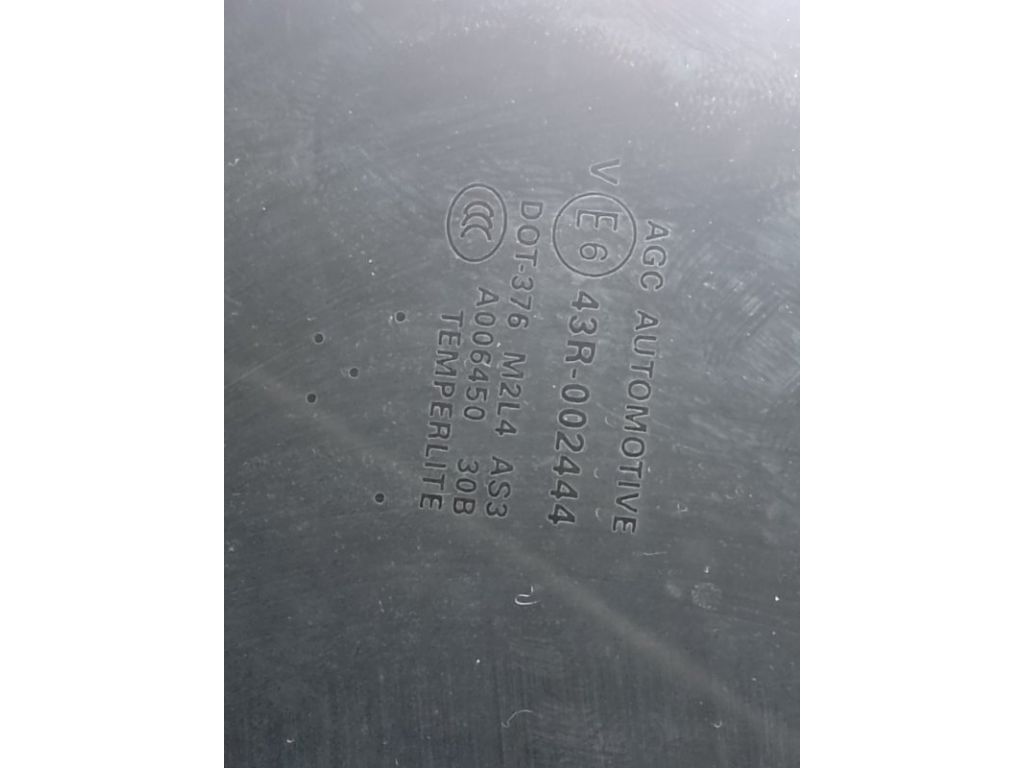 AGC AUTOMOTIVE
V E6 43R-002444
DOT-376 M2L4 AS3
CCC A006450 30B
TEMPERLITE